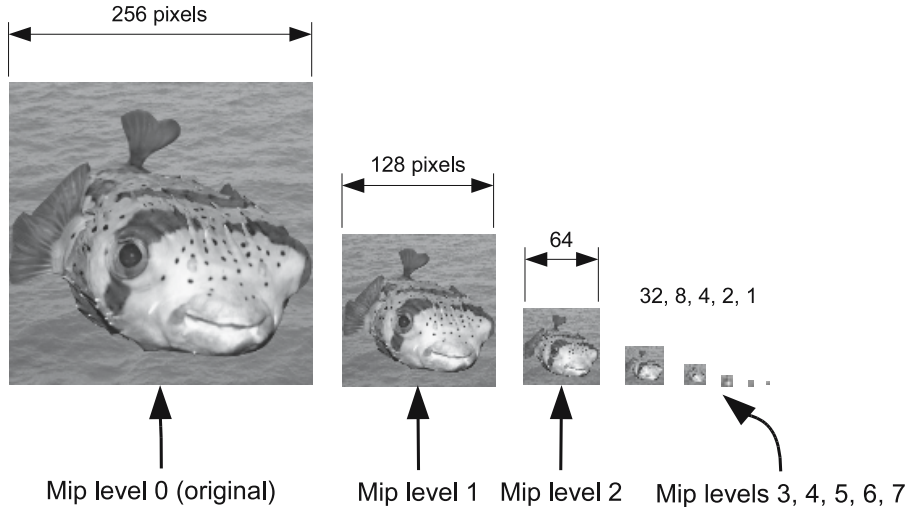 256 pixels
128 pixels
64
32, 8, 4, 2, 1
Mip level 0 (original)
Mip level 1
Mip level 2
Mip levels 3, 4, 5, 6, 7